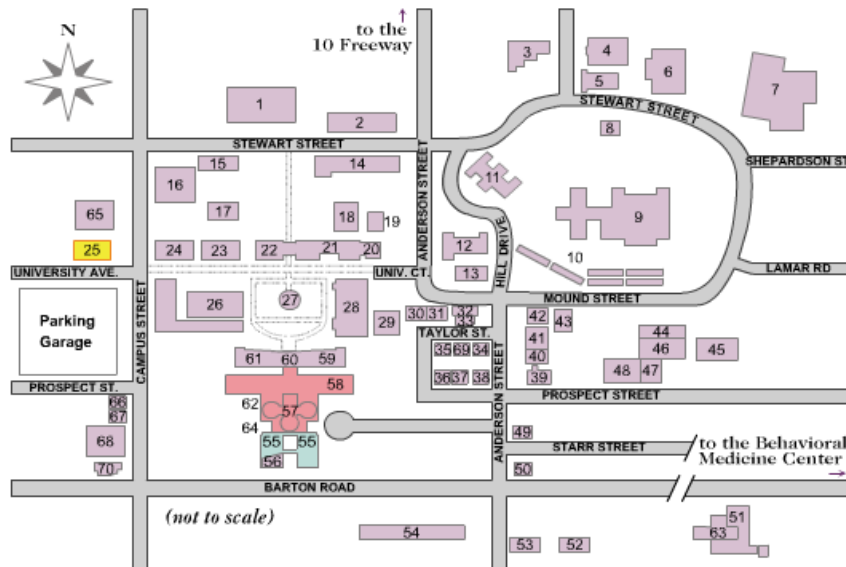 N
to the
10 Freeway
3
4
5
6
7
1
2
STEWART STREET
8
STEWART STREET
SHEPARDSON ST
15
14
16
11
ANDERSON STREET
65
17
18
19
9
25
24
23
22
21
20
12
10
HILL DRIVE
13
UNIVERSITY AVE.
UNIV. CT.
LAMAR RD
MOUND STREET
Parking
Garage
CAMPUS STREET
26
27
28
29
30
31
32
33
42
43
TAYLOR ST.
41
44
35
69
34
46
45
40
61
60
59
36
37
38
39
48
47
58
PROSPECT ST.
PROSPECT STREET
66
67
62
57
64
68
ANDERSON STREET
49
STARR STREET
to the Behavioral
Medicine Center
55
55
56
70
50
BARTON ROAD
(not to scale)
51
63
54
53
52